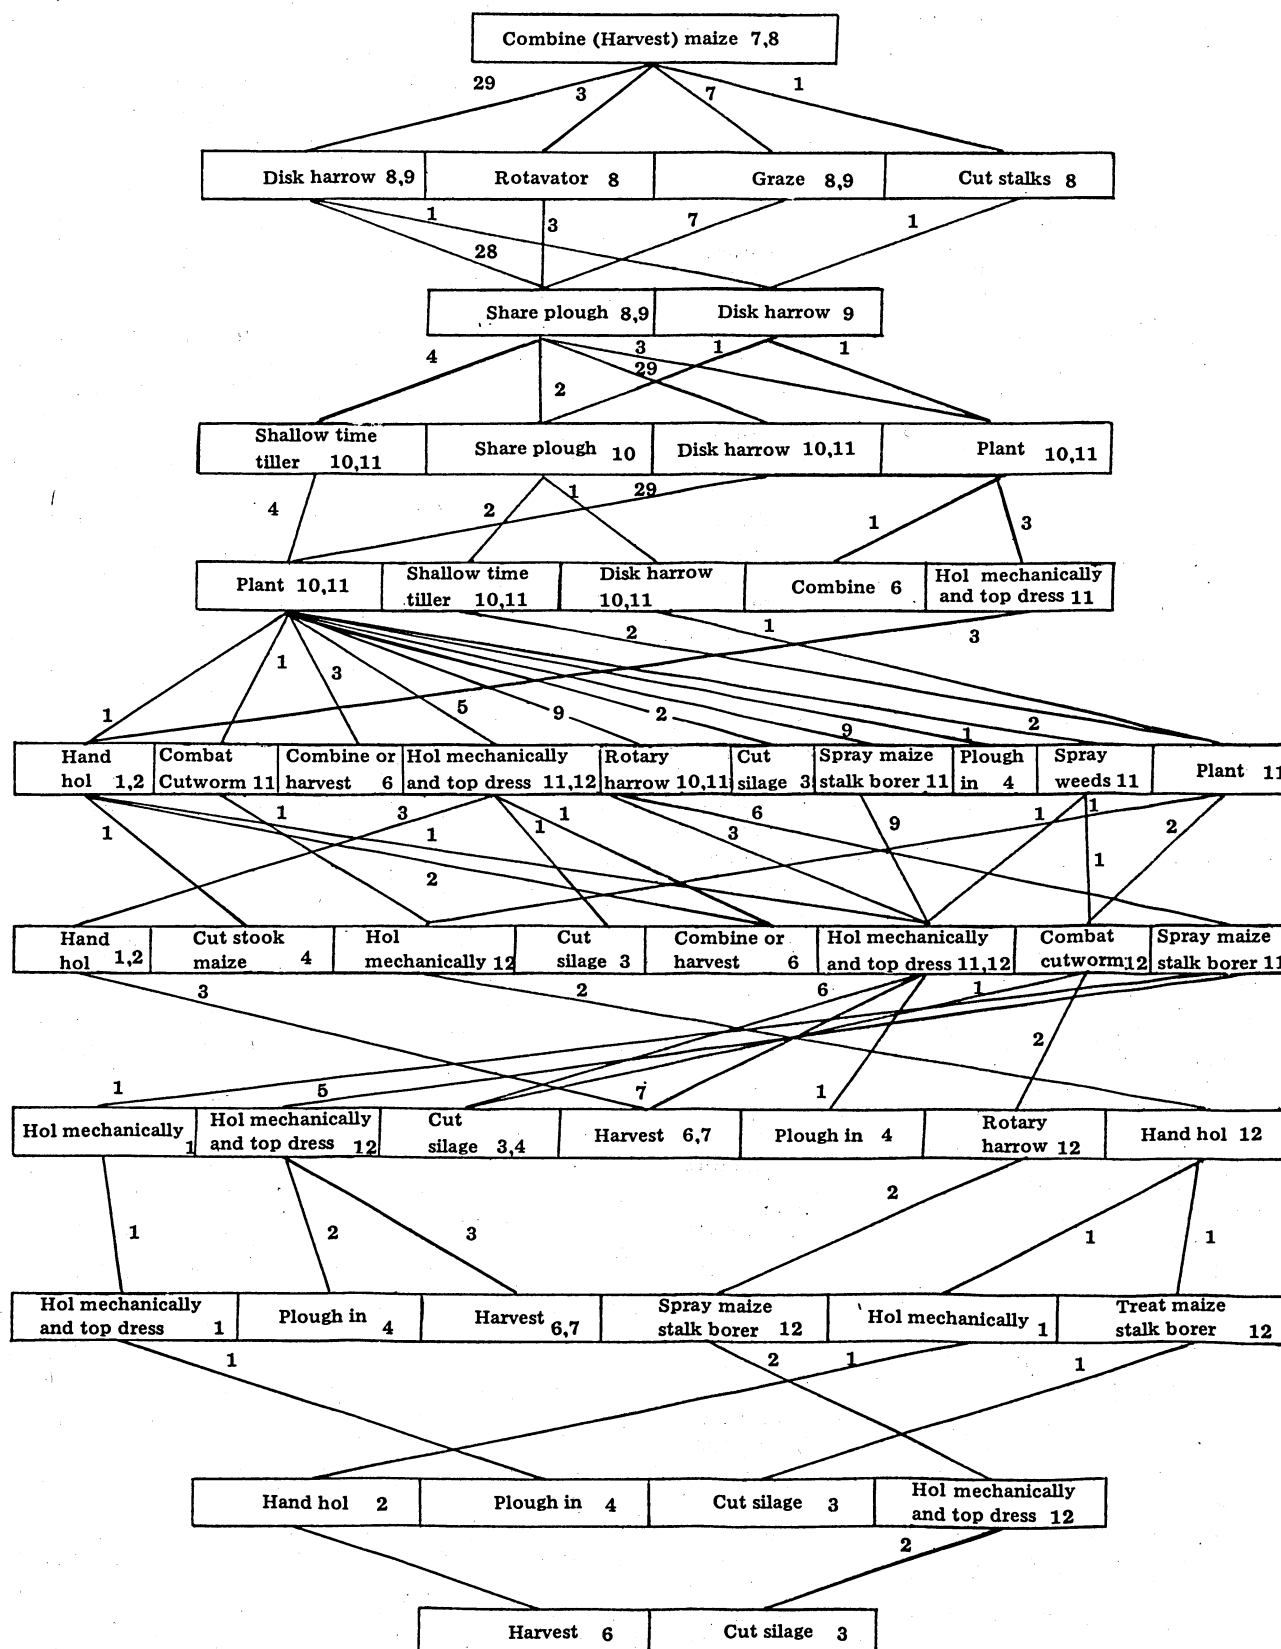 Combine (Harvest) maize 7,8
29 3 7 1
Disk harrow 8,9 Rotavator 8 Graze 8,9 Cut stalks 8
1 3 7 1
28
Share plough 8,9 Disk harrow 9
4 3 1 1
29
2
Shallow time
tiller 10,11 Share plough 10 Disk harrow 10,11 Plant 10,11
4 2 1 29 1 3
Plant 10,11 Shallow time
tiller 10,11 Disk harrow
10,11 Combine 6 Hol mechanically
and top dress 11
2 1 3
1 3
1 5 9 2 9 1 2
Hand
hol 1,2
Combat
Cutworm 11
Combine or
harvest 6
Hol mechanically
and top dress 11,12
Rotary
harrow 10,11
Cut
silage 3
Spray maize
stalk borer 11
Plough
in 4
Spray
weeds 11
Plant 11
1 3 1 6 1 1
1 1 1 3 9 2
2 1
Hand
hol 1,2
Cut stook
maize 4
Hol
mechanically 12
Cut
silage 3
Combine or
harvest 6
Hol mechanically
and top dress 11,12
Combat
cutworm 12
Spray maize
stalk borer 11
3 2 6 1
2
1 5 7 1
Hol mechanically 1
Hol mechanically
and top dress 12
Cut
silage 3,4
Harvest 6,7
Plough in 4
Rotary
harrow 12
Hand hol 12
2
1 2 3 1 1
Hol mechanically
and top dress 1
Plough in 4
Harvest 6,7
Spray maize
stalk borer 12
Hol mechanically 1
Treat maize
stalk borer 12
1 2 1 1
Hand hol 2
Plough in 4
Cut silage 3
Hol mechanically
and top dress 12
2
Harvest 6 Cut silage 3